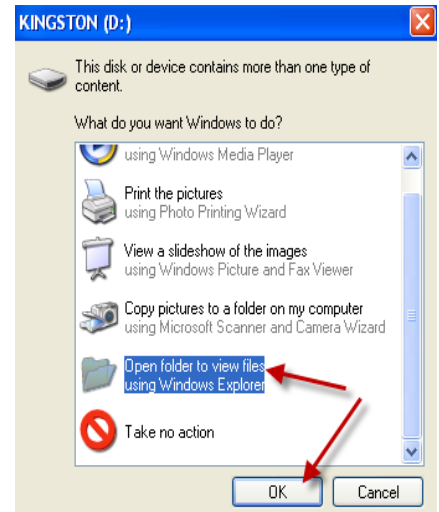 KINGSTON (D:)
This disk or device contains more than one type of
content.
What do you want Windows to do?
using Windows Media Player
Print the pictures
using Photo Printing Wizard
View a slideshow of the images
using Windows Picture and Fax Viewer
Copy pictures to a folder on my computer
using Microsoft Scanner and Camera Wizard
Open folder to view files
using Windows Explorer
Take no action
OK
Cancel